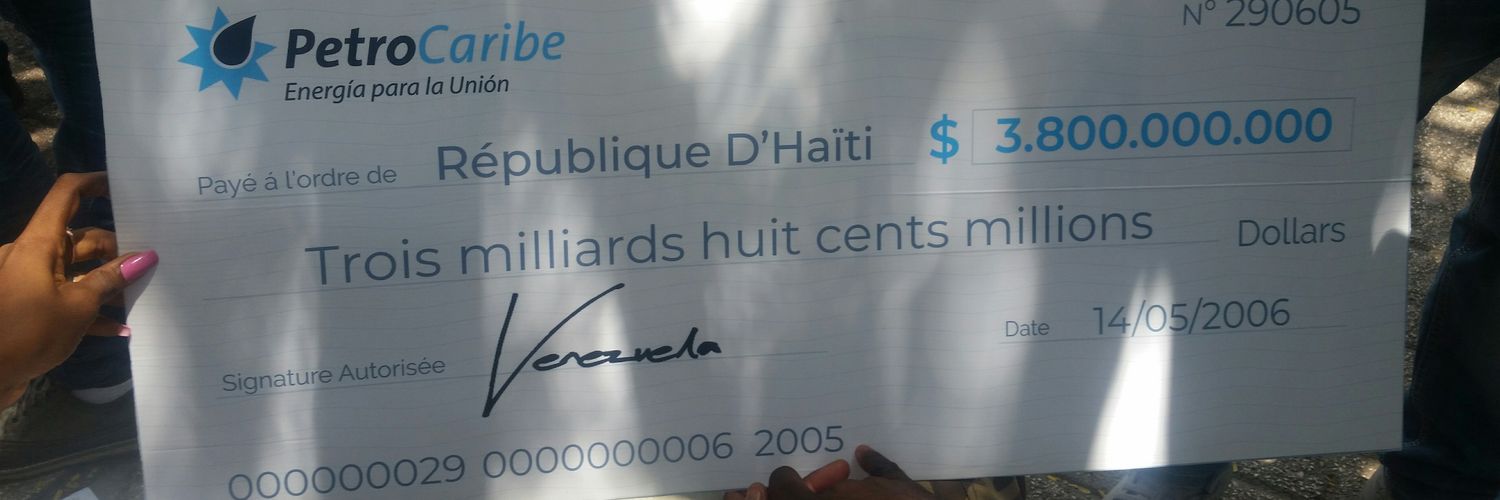 N° 290605
PetroCaribe
Energía para la Unión
Payé á l'ordre de République D'Haïti $ 3.800.000.000
Trois milliards huit cents millions Dollars
Date 14/05/2006
Signature Autorisée Venezuela
000000029 0000000006 2005